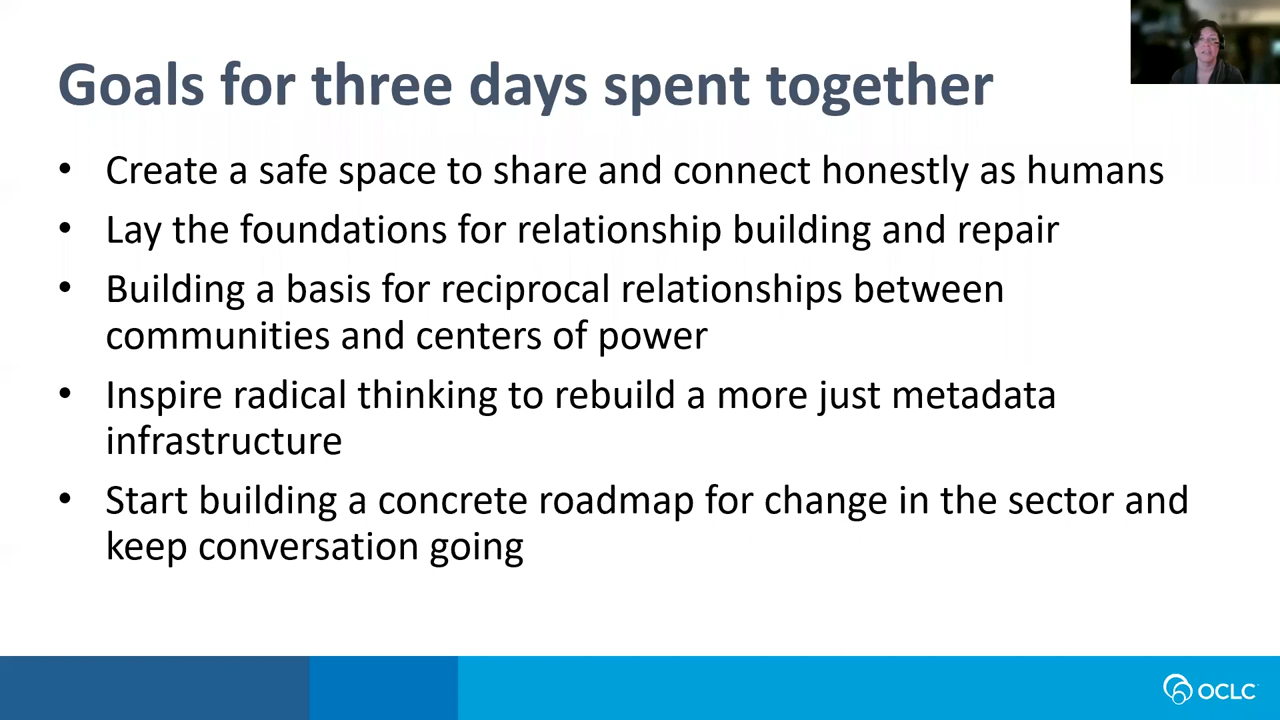 Goals for three days spent together
• Create a safe space to share and connect honestly as humans
• Lay the foundations for relationship building and repair
• Building a basis for reciprocal relationships between
communities and centers of power
• Inspire radical thinking to rebuild a more just metadata
infrastructure
• Start building a concrete roadmap for change in the sector and
keep conversation going
OCLC